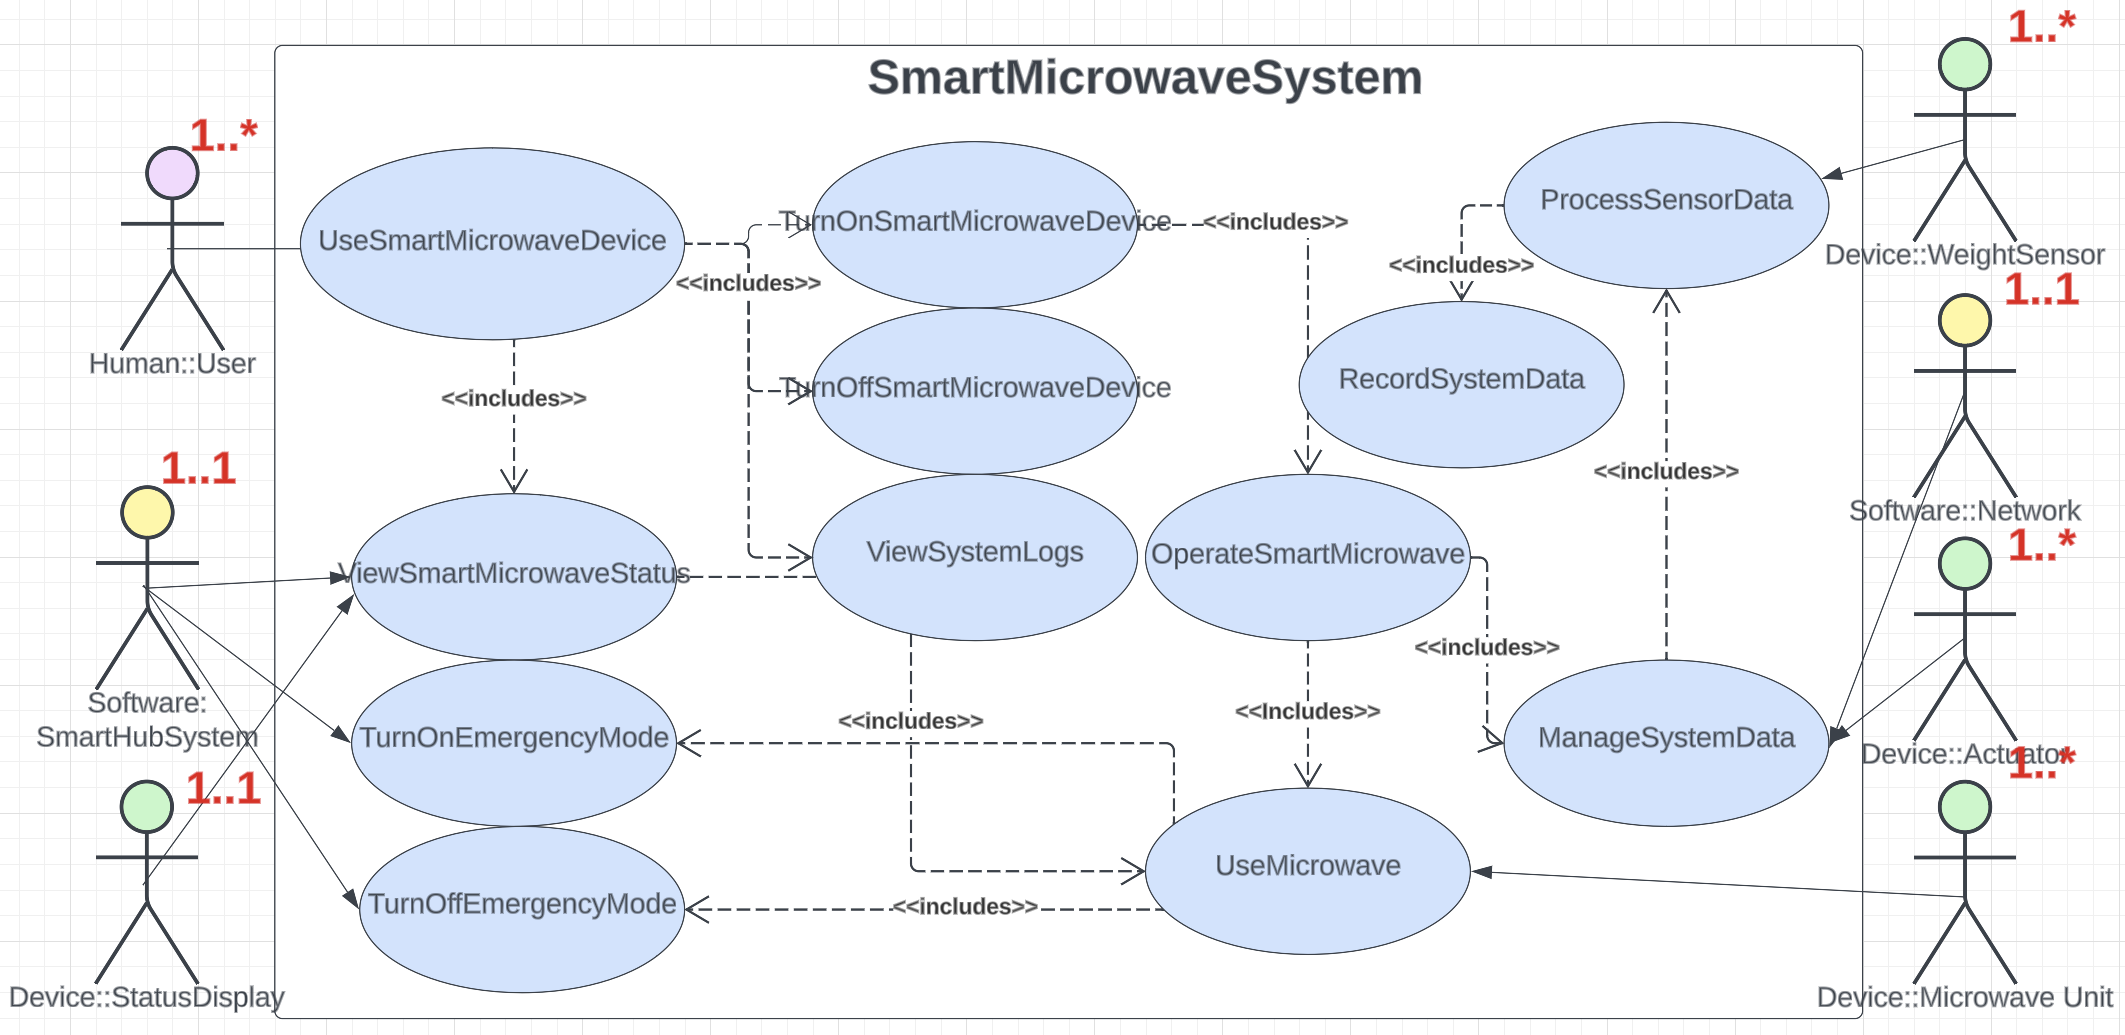 1..*
SmartMicrowaveSystem
1..*
UseSmartMicrowaveDevice
TurnOnSmartMicrowaveDevice
<<includes>>
ProcessSensorData
Device::WeightSensor
<<includes>>
<<includes>>
1..1
Human::User
<<includes>>
TurnOffSmartMicrowaveDevice
RecordSystemData
1..1
<<includes>>
Software::Network
1..*
ViewSmartMicrowaveStatus
ViewSystemLogs
OperateSmartMicrowave
<<includes>>
Software:
SmartHubSystem
<<includes>>
<<Includes>>
TurnOnEmergencyMode
ManageSystemData
Device::Actuator
1..*
1..1
UseMicrowave
TurnOffEmergencyMode
<<includes>>
Device::StatusDisplay
Device::Microwave Unit